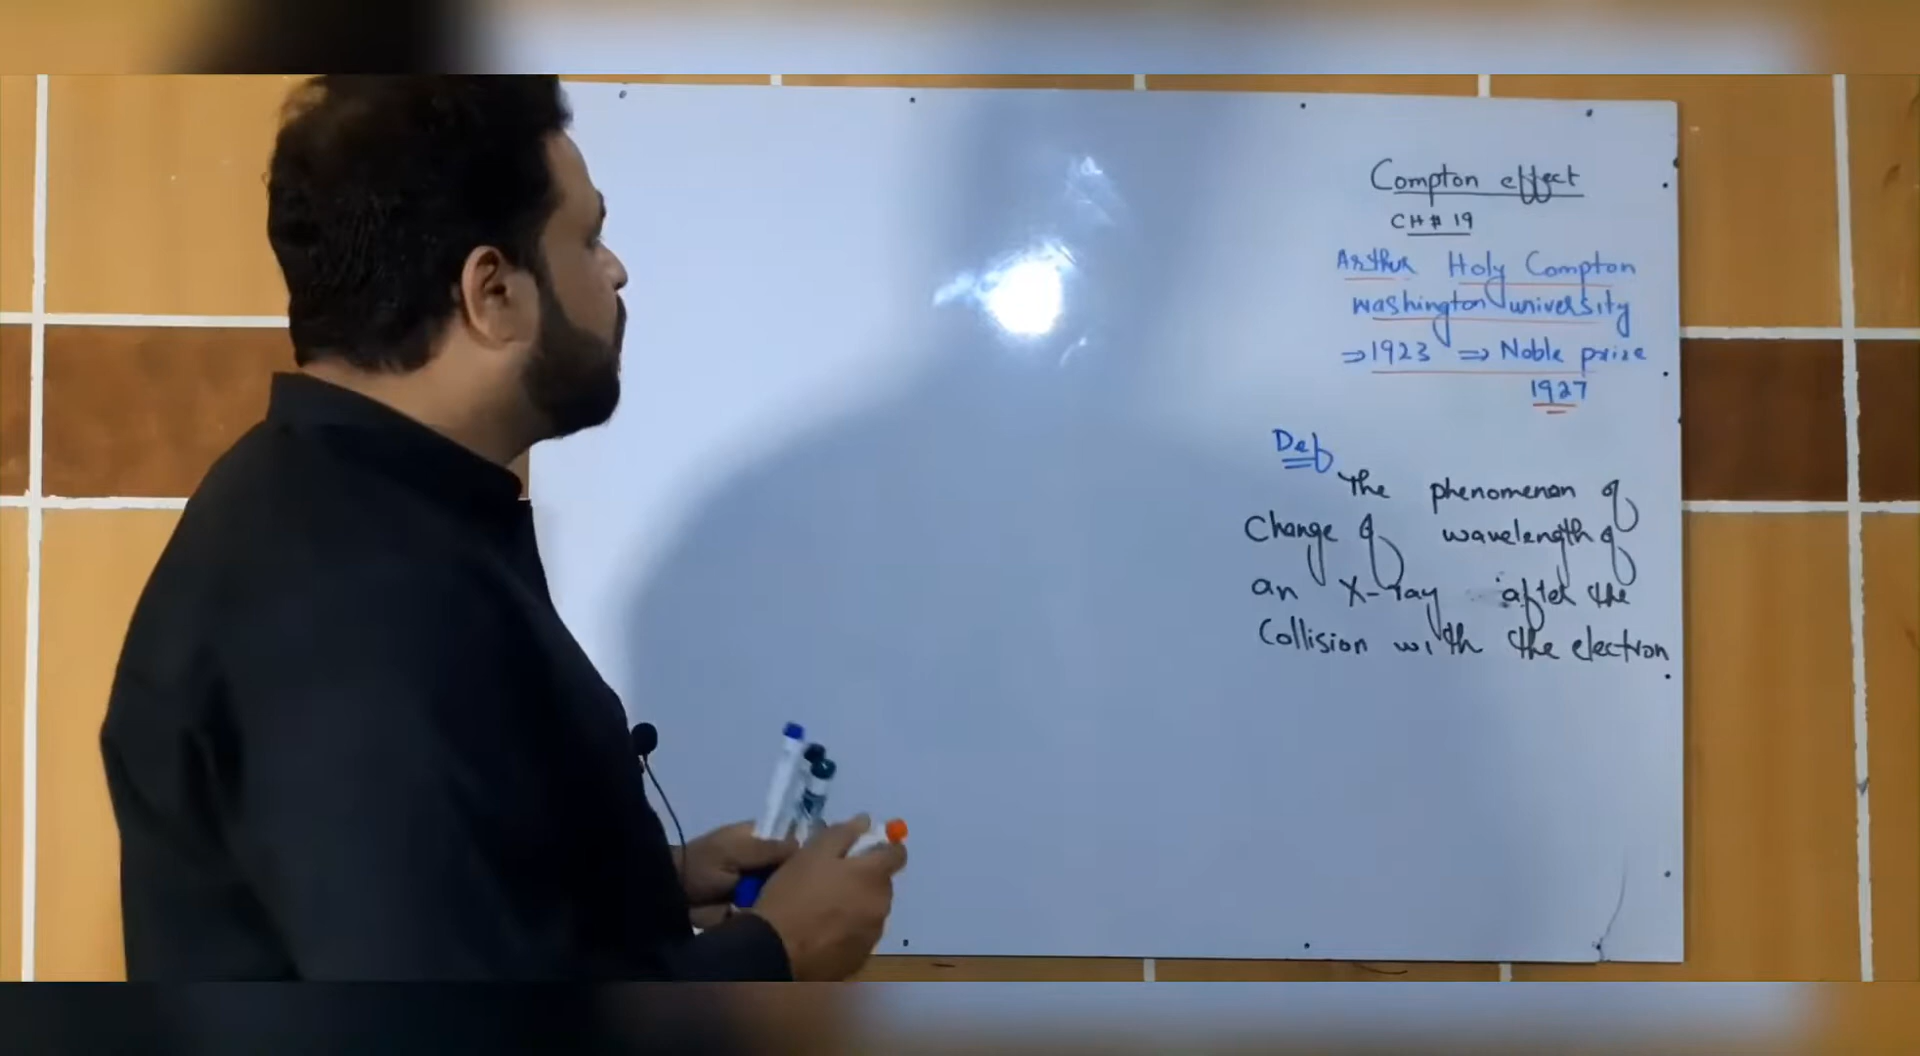 Compton effect
CH # 19
Arthur Holy Compton
washington university
⇒ 1923 ⇒ Noble prize
1927
Def
The phenomenon of
Change of wavelength of
an X-ray after the
Collision with the electron